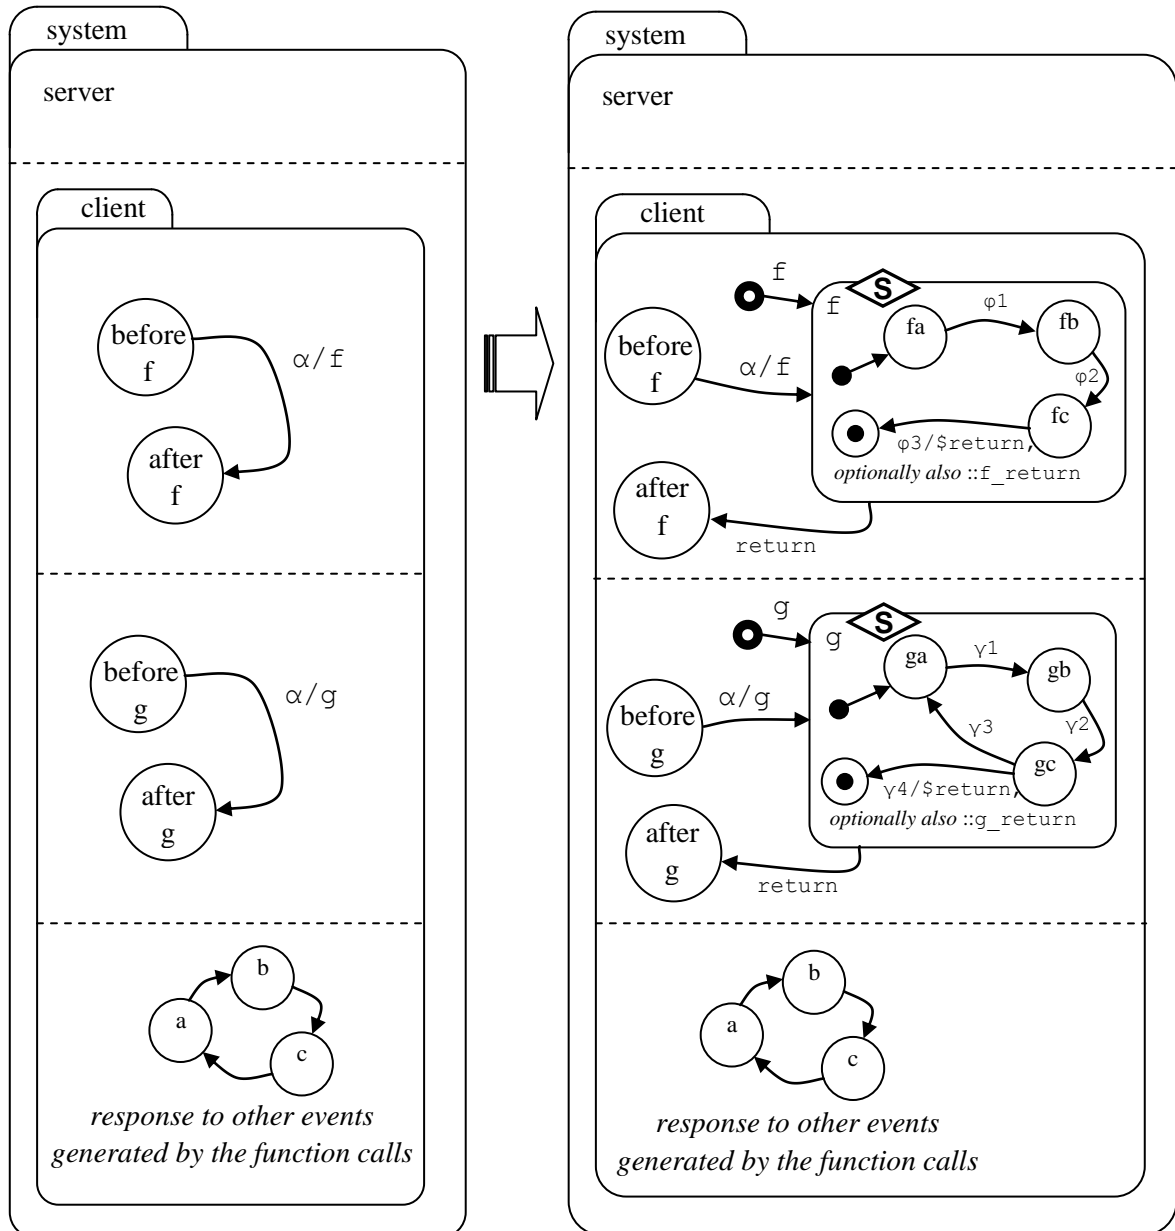 system
server
client
before
f
α/f
after
f
before
g
α/g
after
g
a
b
c
response to other events
generated by the function calls
system
server
client
f
S
f
fa
φ1
fb
before
f
α/f
φ2
fc
φ3/$return,
optionally also ::f_return
after
f
return
g
S
g
ga
γ1
gb
before
g
α/g
γ3
γ2
gc
γ4/$return,
optionally also ::g_return
after
g
return
b
a
c
response to other events
generated by the function calls